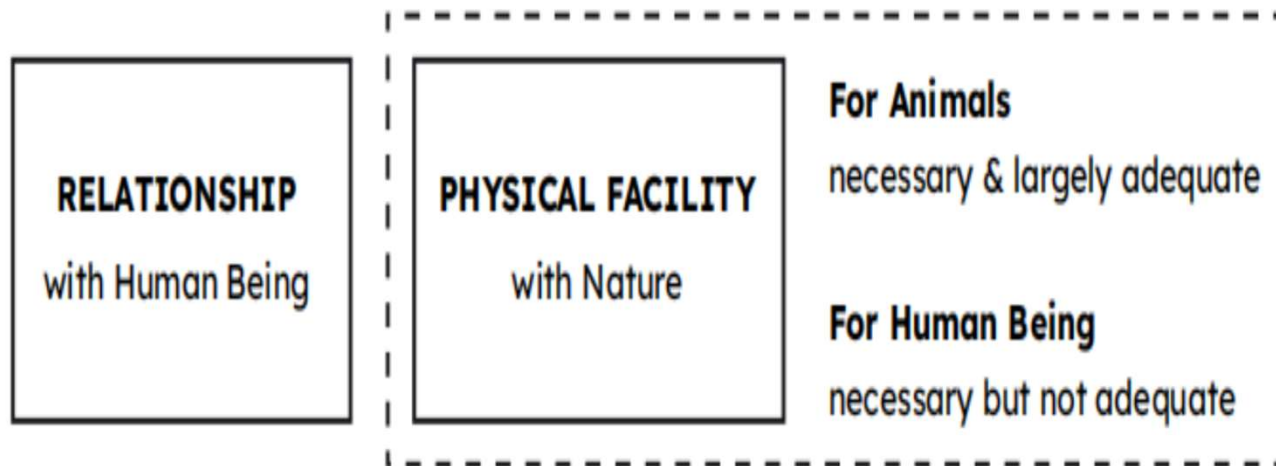 RELATIONSHIP
with Human Being
PHYSICAL FACILITY
with Nature
For Animals
necessary & largely adequate
For Human Being
necessary but not adequate